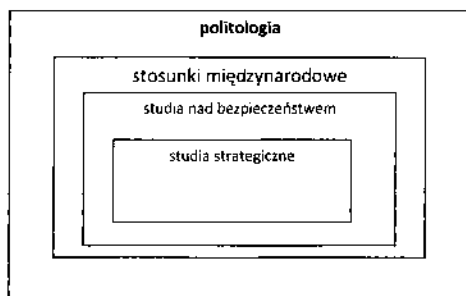 politologia
stosunki międzynarodowe
studia nad bezpieczeństwem
studia strategiczne